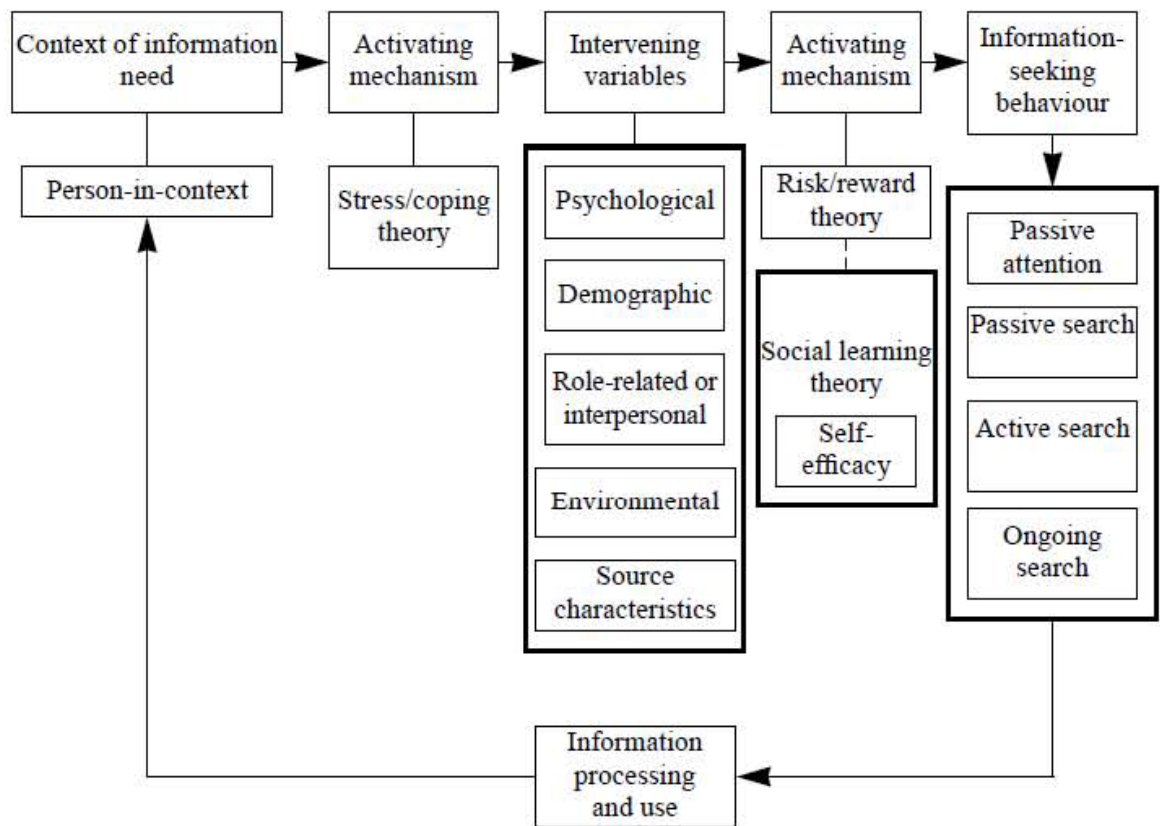 Context of information
need
Activating
mechanism
Intervening
variables
Activating
mechanism
Information-
seeking
behaviour
Person-in-context
Stress/coping
theory
Psychological
Demographic
Role-related or
interpersonal
Environmental
Source
characteristics
Risk/reward
theory
Social learning
theory
Self-
efficacy
Passive
attention
Passive search
Active search
Ongoing
search
Information
processing
and use